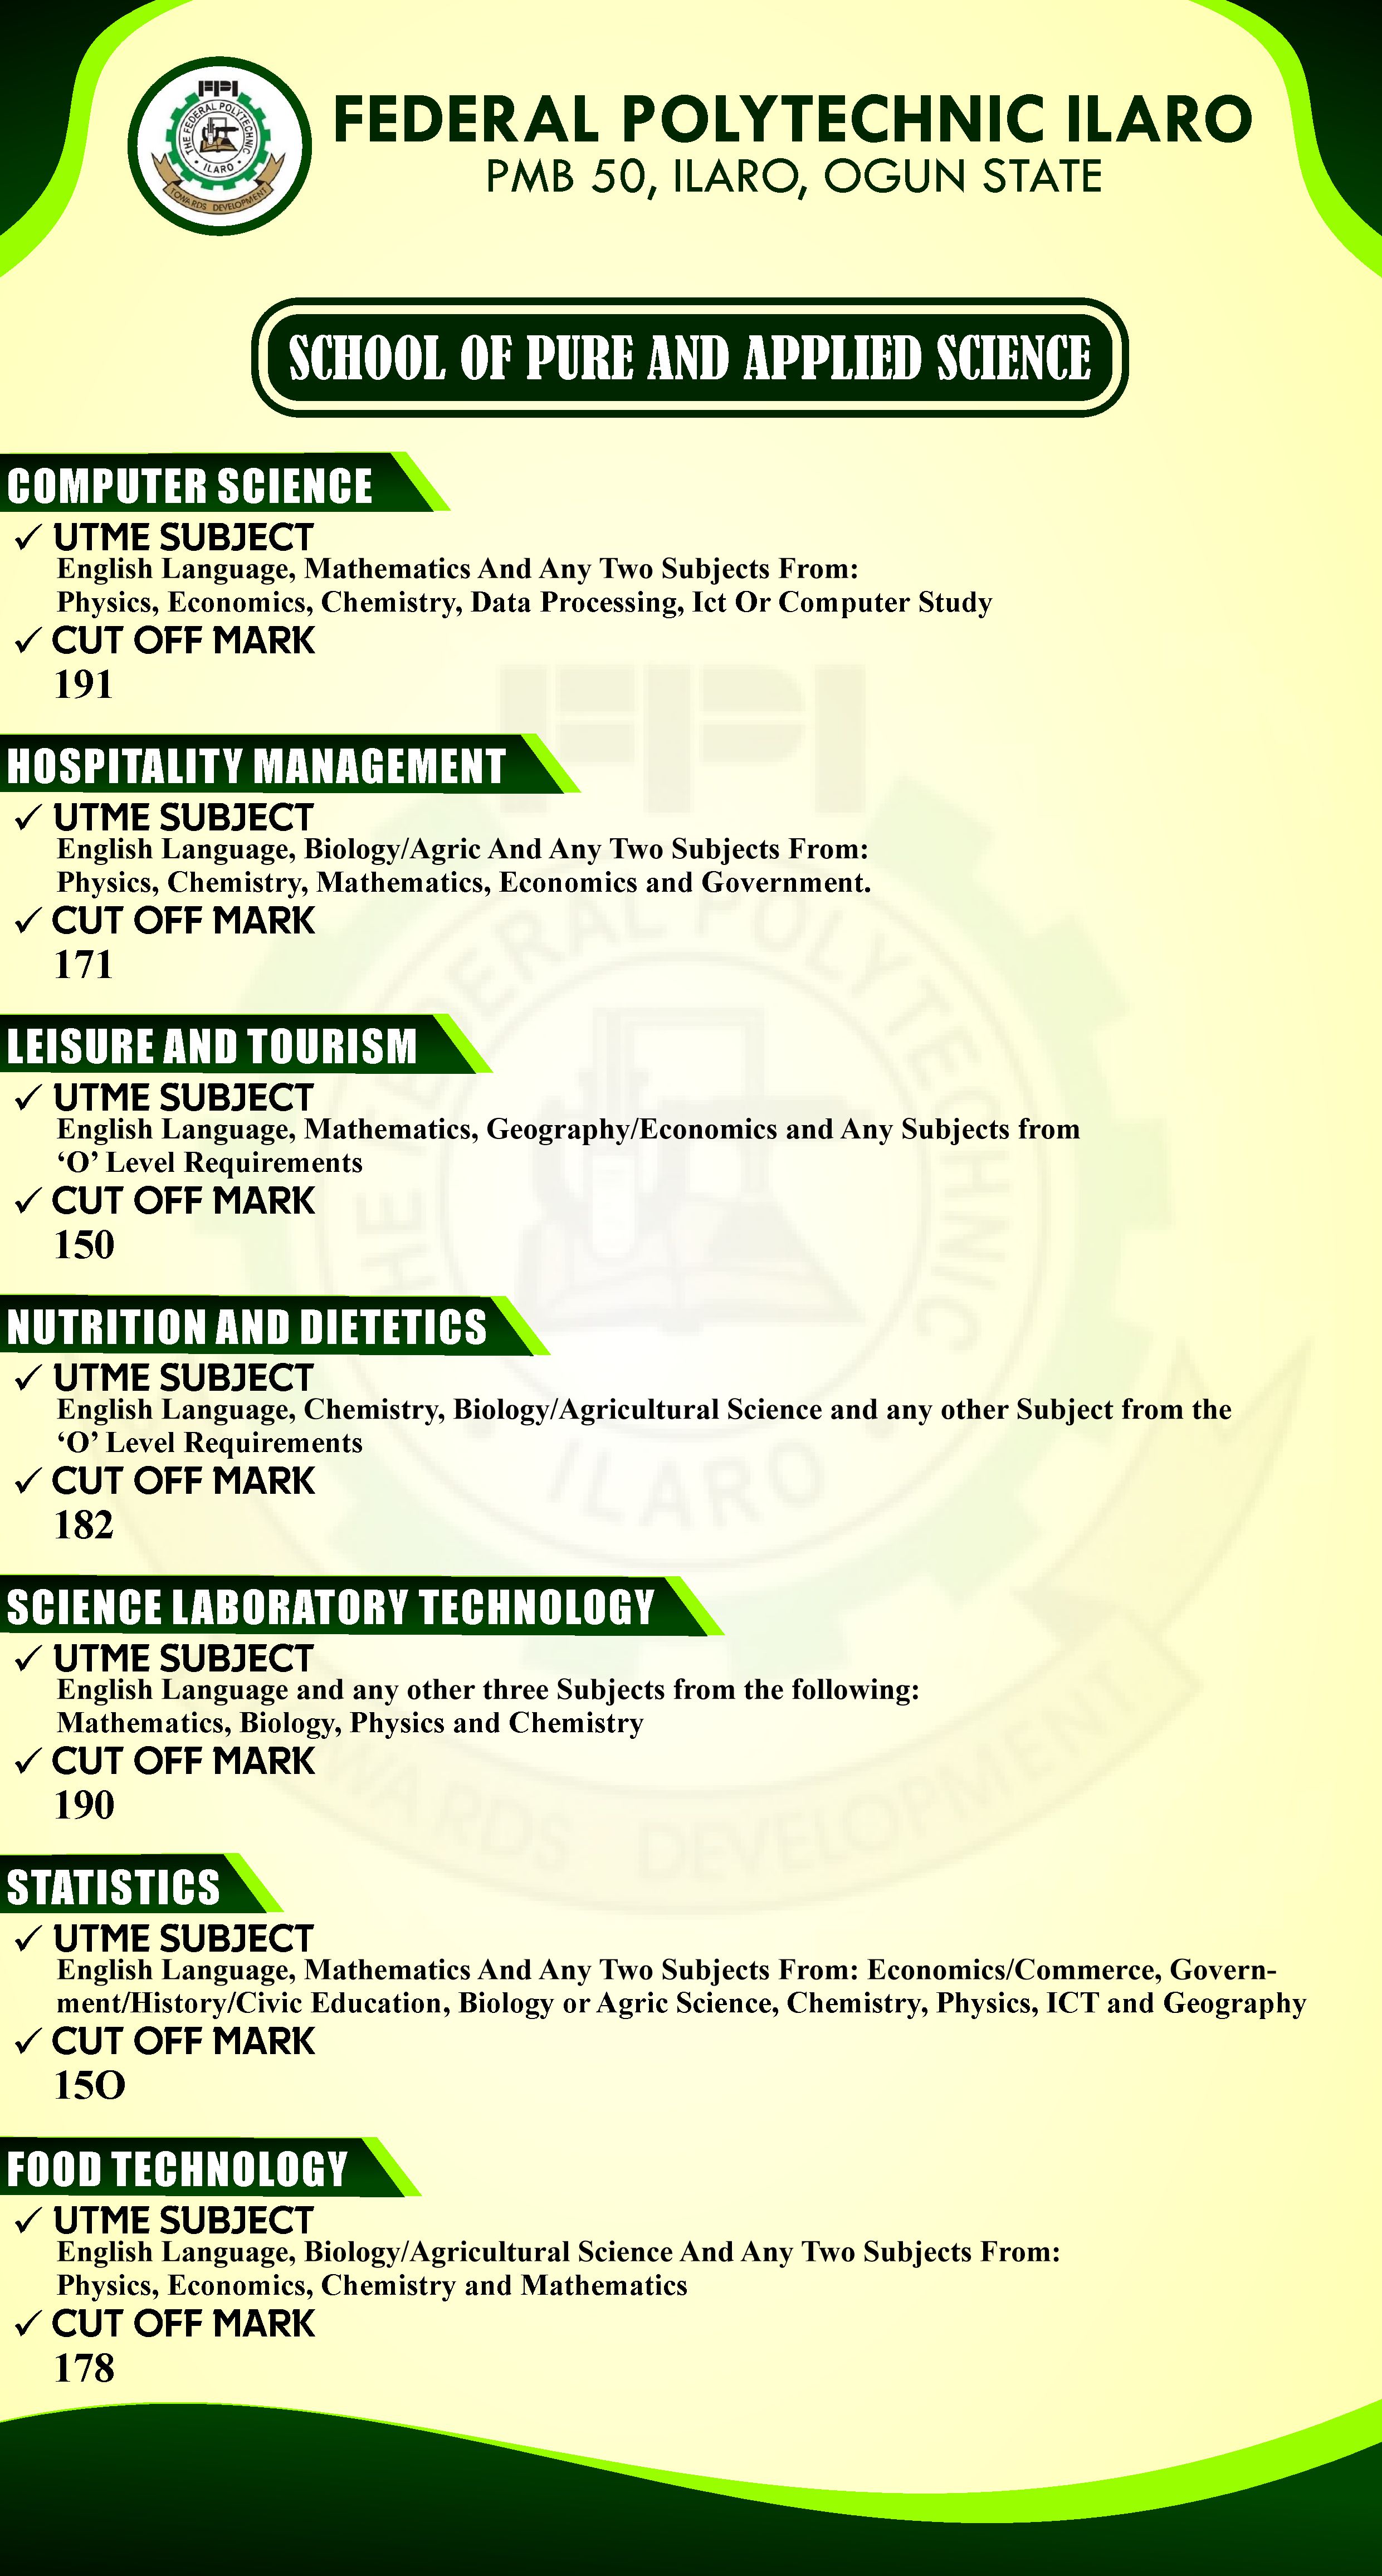 FPI
THE FEDERAL POLYTECHNIC
ILARO
TOWARDS DEVELOPMENT
FEDERAL POLYTECHNIC ILARO
PMB 50, ILARO, OGUN STATE
SCHOOL OF PURE AND APPLIED SCIENCE
COMPUTER SCIENCE
✓ UTME SUBJECT
English Language, Mathematics And Any Two Subjects From:
Physics, Economics, Chemistry, Data Processing, Ict Or Computer Study
✓ CUT OFF MARK
191
HOSPITALITY MANAGEMENT
✓ UTME SUBJECT
English Language, Biology/Agric And Any Two Subjects From:
Physics, Chemistry, Mathematics, Economics and Government.
✓ CUT OFF MARK
171
LEISURE AND TOURISM
✓ UTME SUBJECT
English Language, Mathematics, Geography/Economics and Any Subjects from
‘O’ Level Requirements
✓ CUT OFF MARK
150
NUTRITION AND DIETETICS
✓ UTME SUBJECT
English Language, Chemistry, Biology/Agricultural Science and any other Subject from the
‘O’ Level Requirements
✓ CUT OFF MARK
182
SCIENCE LABORATORY TECHNOLOGY
✓ UTME SUBJECT
English Language and any other three Subjects from the following:
Mathematics, Biology, Physics and Chemistry
✓ CUT OFF MARK
190
STATISTICS
✓ UTME SUBJECT
English Language, Mathematics And Any Two Subjects From: Economics/Commerce, Govern-
ment/History/Civic Education, Biology or Agric Science, Chemistry, Physics, ICT and Geography
✓ CUT OFF MARK
15O
FOOD TECHNOLOGY
✓ UTME SUBJECT
English Language, Biology/Agricultural Science And Any Two Subjects From:
Physics, Economics, Chemistry and Mathematics
✓ CUT OFF MARK
178
FPI
THE FEDERAL POLYTECHNIC
ILARO
TOWARDS DEVELOPMENT